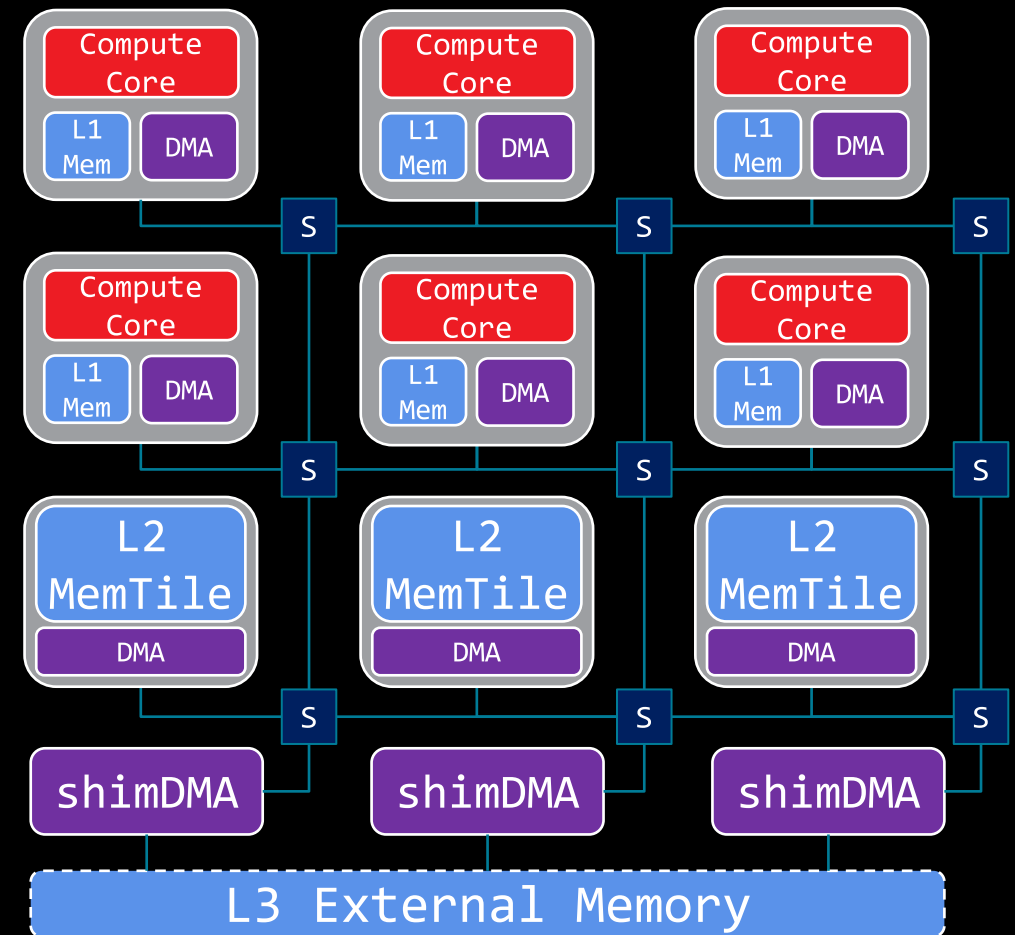 Compute
Core
L1
Mem
DMA
Compute
Core
L1
Mem
DMA
Compute
Core
L1
Mem
DMA
S
S
S
Compute
Core
L1
Mem
DMA
Compute
Core
L1
Mem
DMA
Compute
Core
L1
Mem
DMA
S
S
S
L2
MemTile
DMA
L2
MemTile
DMA
L2
MemTile
DMA
S
S
S
shimDMA
shimDMA
shimDMA
L3 External Memory